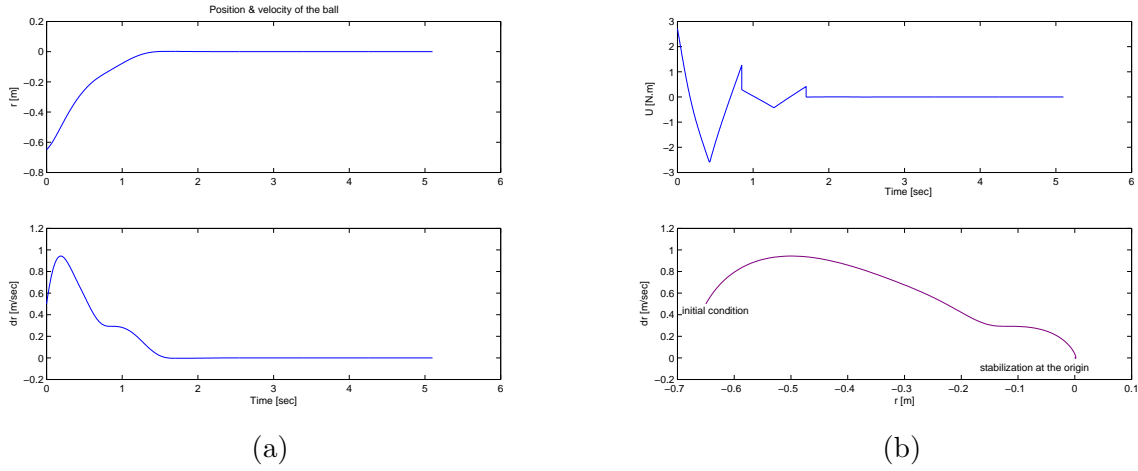 Position & velocity of the ball
0.2
0
−0.2
−0.4
−0.6
−0.8
r [m]
0 1 2 3 4 5 6
1.2
1
0.8
0.6
0.4
0.2
0
−0.2
dr [m/sec]
0 1 2 3 4 5 6
Time [sec]
(a)
3
2
1
0
−1
−2
−3
U [N.m]
0 1 2 3 4 5 6
Time [sec]
1.2
1
0.8
0.6
0.4
0.2
0
−0.2
dr [m/sec]
initial condition
stabilization at the origin
−0.7 −0.6 −0.5 −0.4 −0.3 −0.2 −0.1 0 0.1
r [m]
(b)